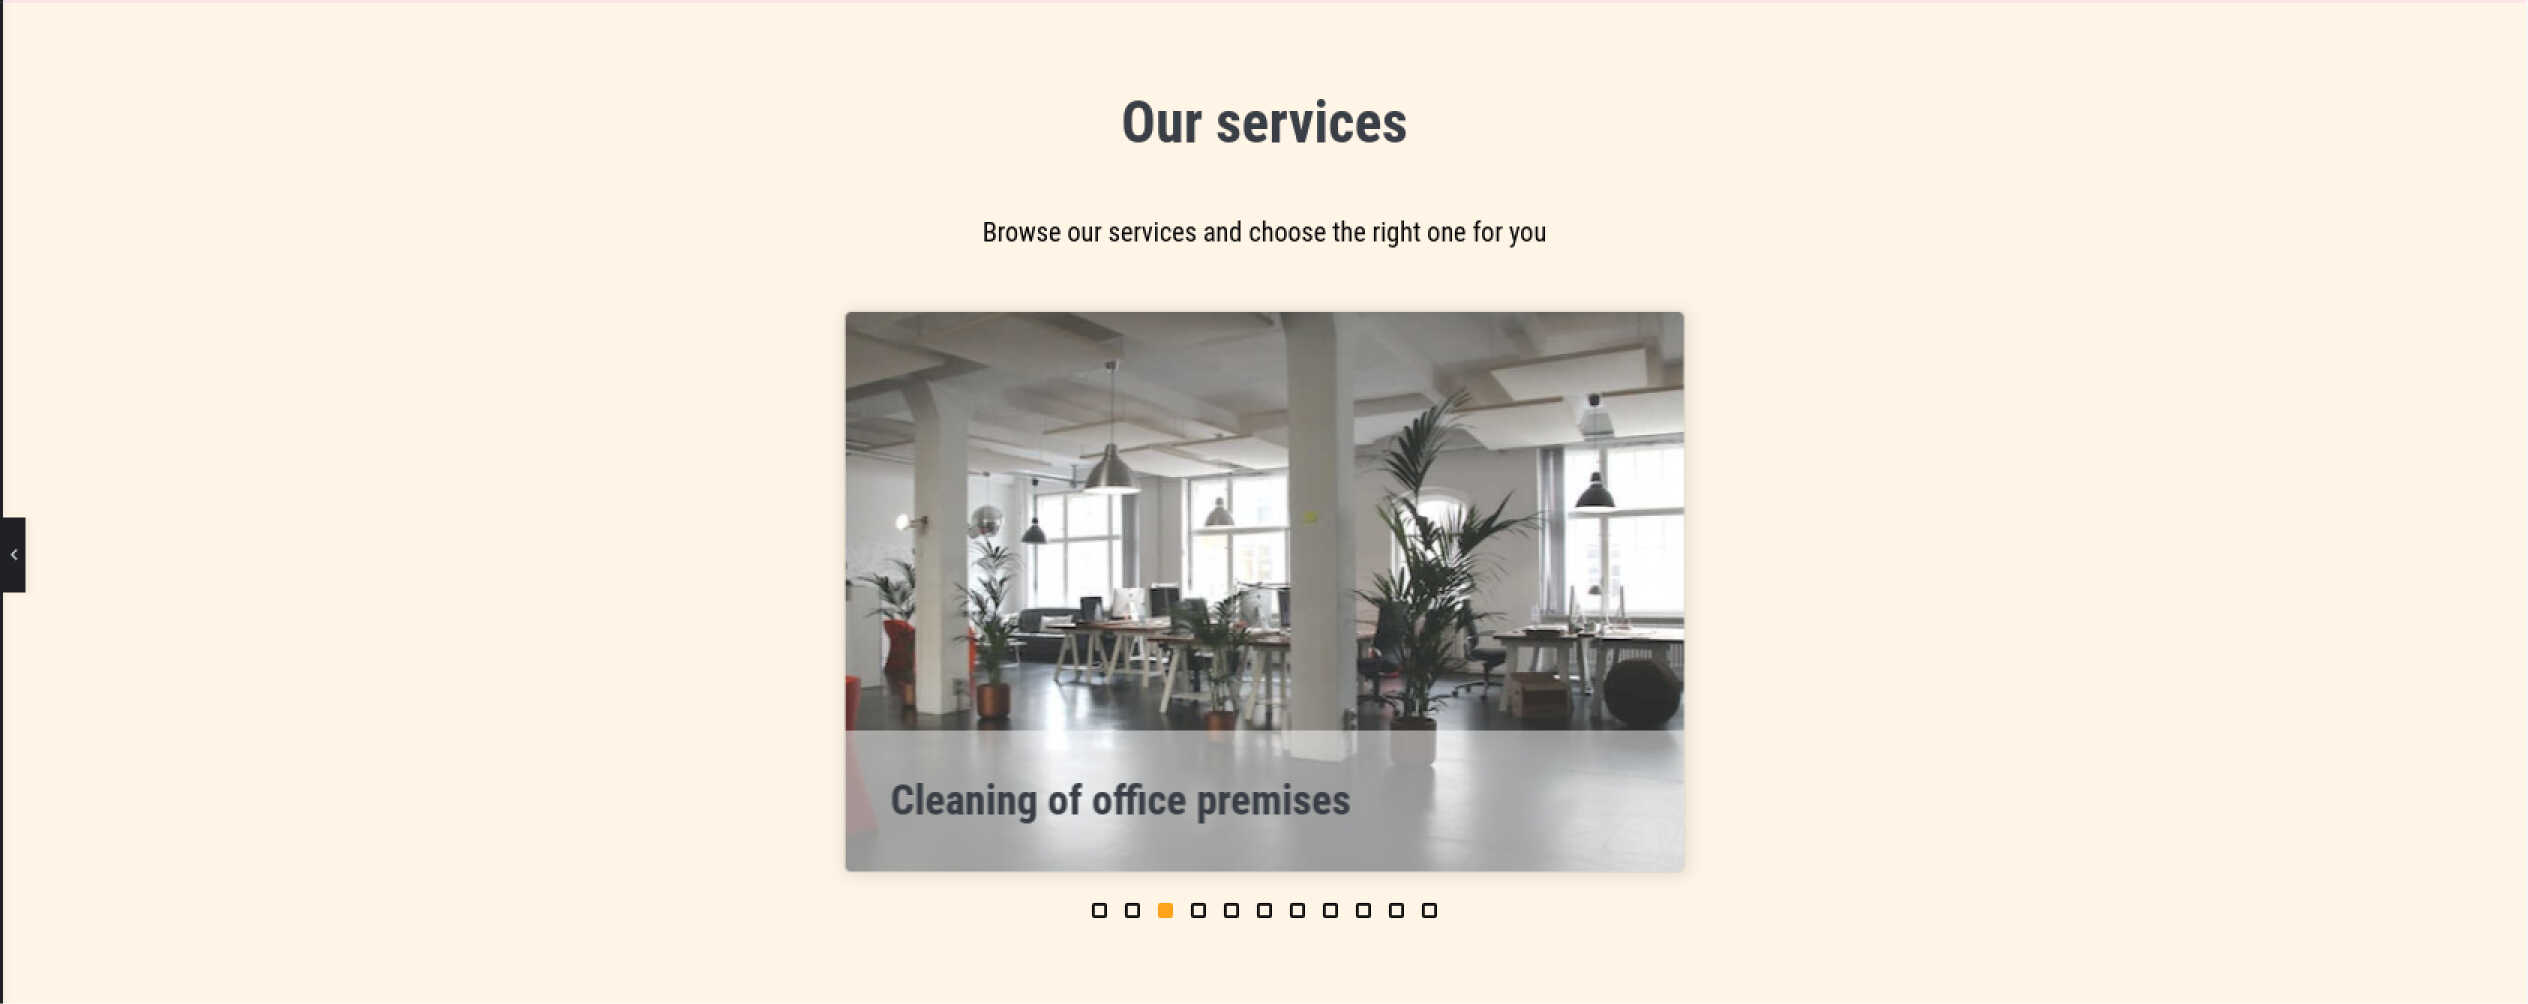 Our services
Browse our services and choose the right one for you
Cleaning of office premises